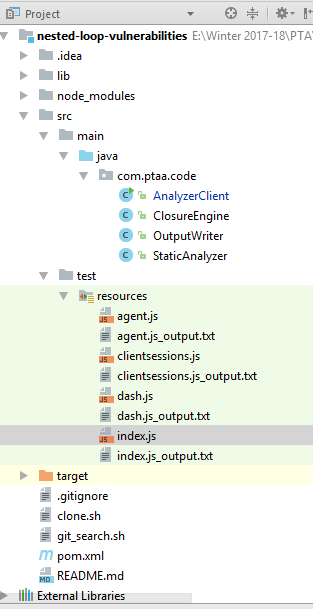 Project
nested-loop-vulnerabilities E:\Winter 2017-18\PTA
.idea
lib
node_modules
src
main
java
com.ptaa.code
AnalyzerClient
ClosureEngine
OutputWriter
StaticAnalyzer
test
resources
agent.js
agent.js_output.txt
clientsessions.js
clientsessions.js_output.txt
dash.js
dash.js_output.txt
index.js
index.js_output.txt
target
.gitignore
clone.sh
git_search.sh
pom.xml
README.md
External Libraries